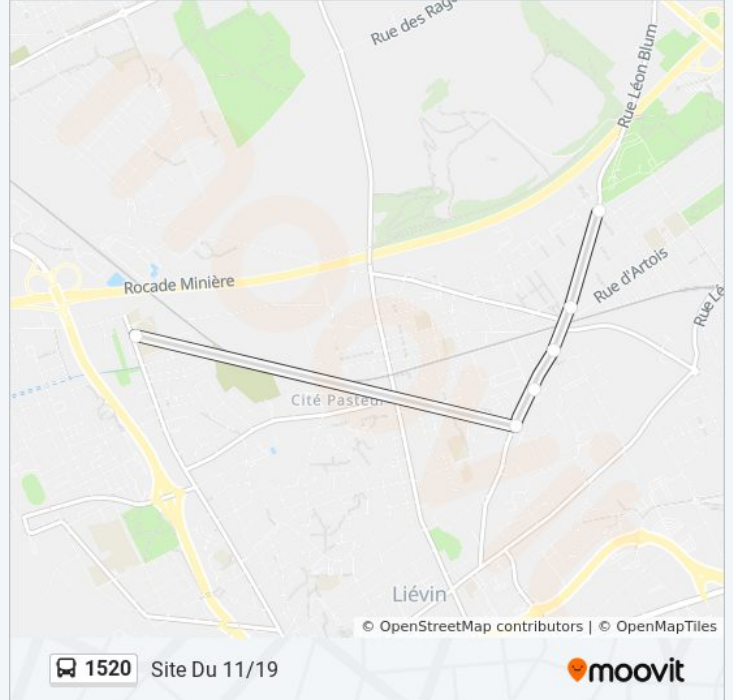 Rue des Rag
Rue Léon Blum
Rocade Minière
Rue d'Artois
Rue Lé
Cité Pasteur
Liévin
© OpenStreetMap contributors | © OpenMapTiles
1520 Site Du 11/19
moovit